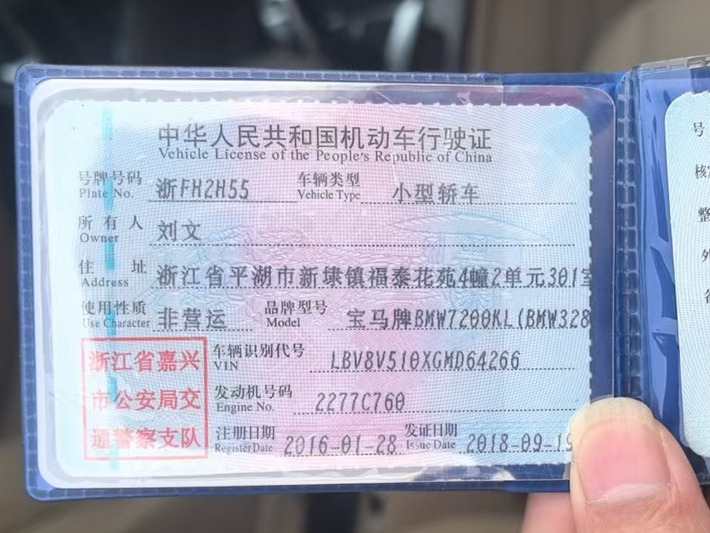 中华人民共和国机动车行驶证
Vehicle License of the People's Republic of China
号牌号码 Plate No. 浙FH2H55 车辆类型 Vehicle Type 小型轿车
所有人 Owner 刘文
住址 Address 浙江省平湖市新埭镇福泰花苑4幢2单元301室
使用性质 Use Character 非营运 品牌型号 Model 宝马牌BMW7200KL(BMW328
浙江省嘉兴
市公安局交
通警察支队
车辆识别代号 VIN LBV8V510XGMD64266
发动机号码 Engine No. 2277C760
注册日期 Register Date 2016-01-28 发证日期 Issue Date 2018-09-19
号
核
整
外